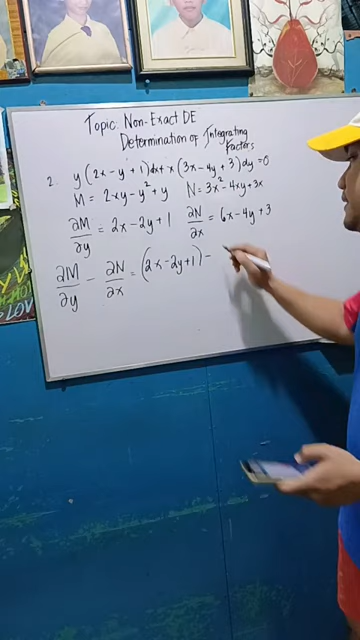 Topic: Non-Exact DE
Determination of Integrating
Factors
2. y(2x-y+1)dx + x(3x-4y+3)dy=0
M = 2xy-y²+y N = 3x²-4xy+3x
∂M/∂y = 2x-2y+1 ∂N/∂x = 6x-4y+3
∂M/∂y - ∂N/∂x = (2x-2y+1) -